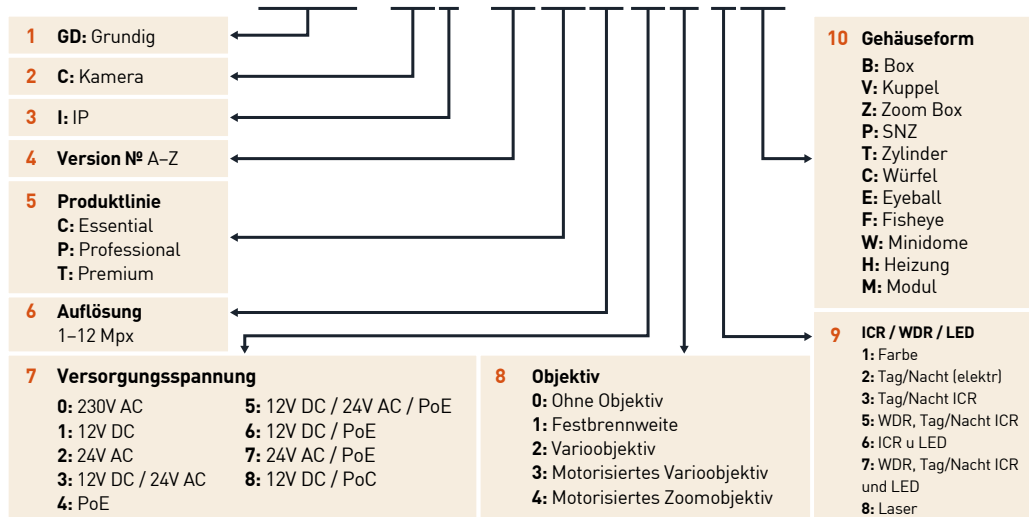 1 GD: Grundig
2 C: Kamera
3 I: IP
4 Version № A–Z
5 Produktlinie
C: Essential
P: Professional
T: Premium
6 Auflösung
1–12 Mpx
7 Versorgungsspannung
0: 230V AC
1: 12V DC
2: 24V AC
3: 12V DC / 24V AC
4: PoE
5: 12V DC / 24V AC / PoE
6: 12V DC / PoE
7: 24V AC / PoE
8: 12V DC / PoC
8 Objektiv
0: Ohne Objektiv
1: Festbrennweite
2: Varioobjektiv
3: Motorisiertes Varioobjektiv
4: Motorisiertes Zoomobjektiv
9 ICR / WDR / LED
1: Farbe
2: Tag/Nacht (elektr)
3: Tag/Nacht ICR
5: WDR, Tag/Nacht ICR
6: ICR u LED
7: WDR, Tag/Nacht ICR
und LED
8: Laser
10 Gehäuseform
B: Box
V: Kuppel
Z: Zoom Box
P: SNZ
T: Zylinder
C: Würfel
E: Eyeball
F: Fisheye
W: Minidome
H: Heizung
M: Modul